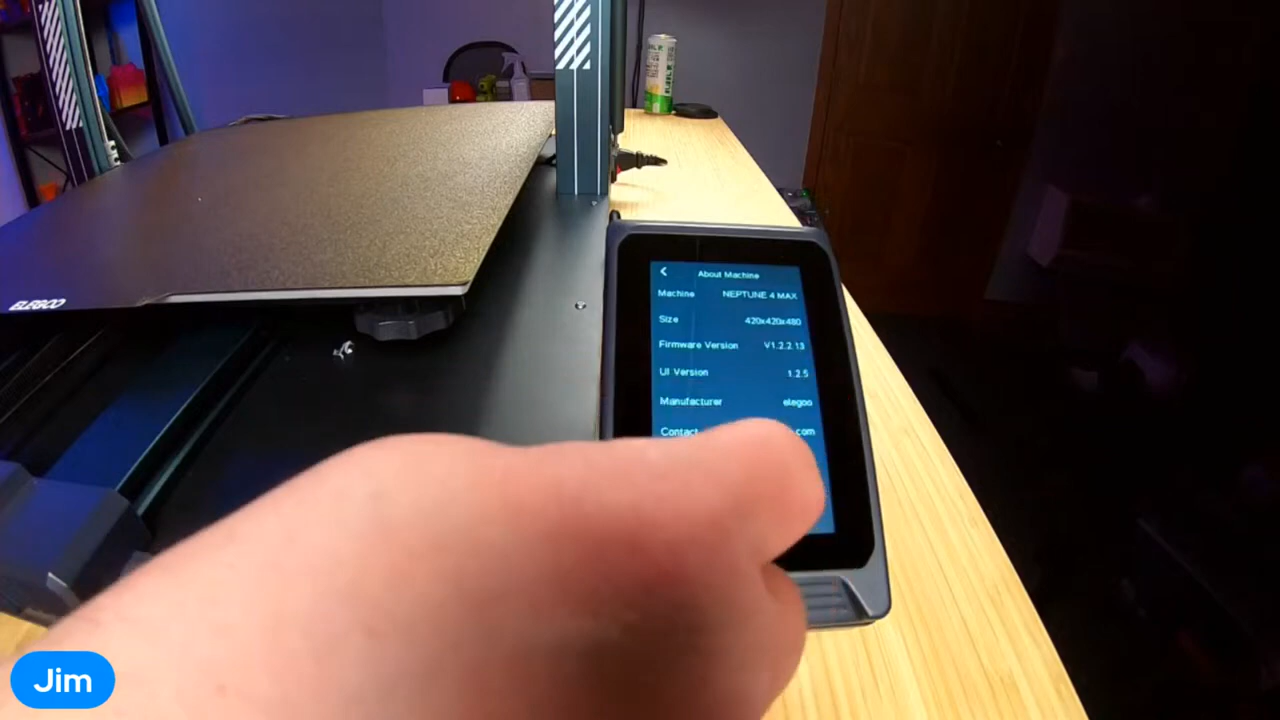 About Machine
Machine NEPTUNE 4 MAX
Size 420x420x480
Firmware Version V1.2.2.13
UI Version 1.2.5
Manufacturer elegoo
Contact .com
ELEGOO
Jim